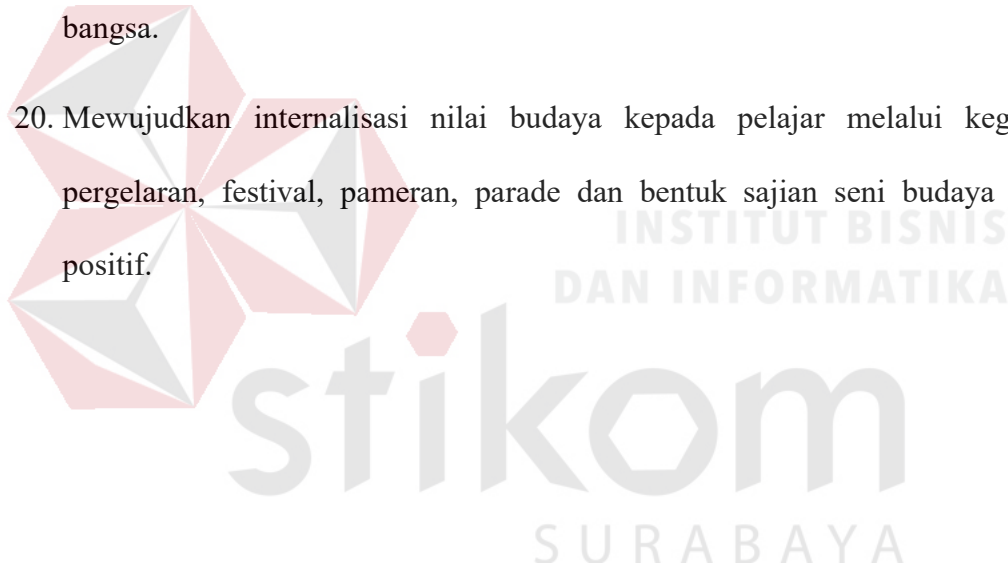 bangsa.
20. Mewujudkan internalisasi nilai budaya kepada pelajar melalui
pergelaran, festival, pameran, parade dan bentuk sajian seni budaya
positif.
INSTITUT BISNIS
DAN INFORMATIKA
stikom
SURABAYA